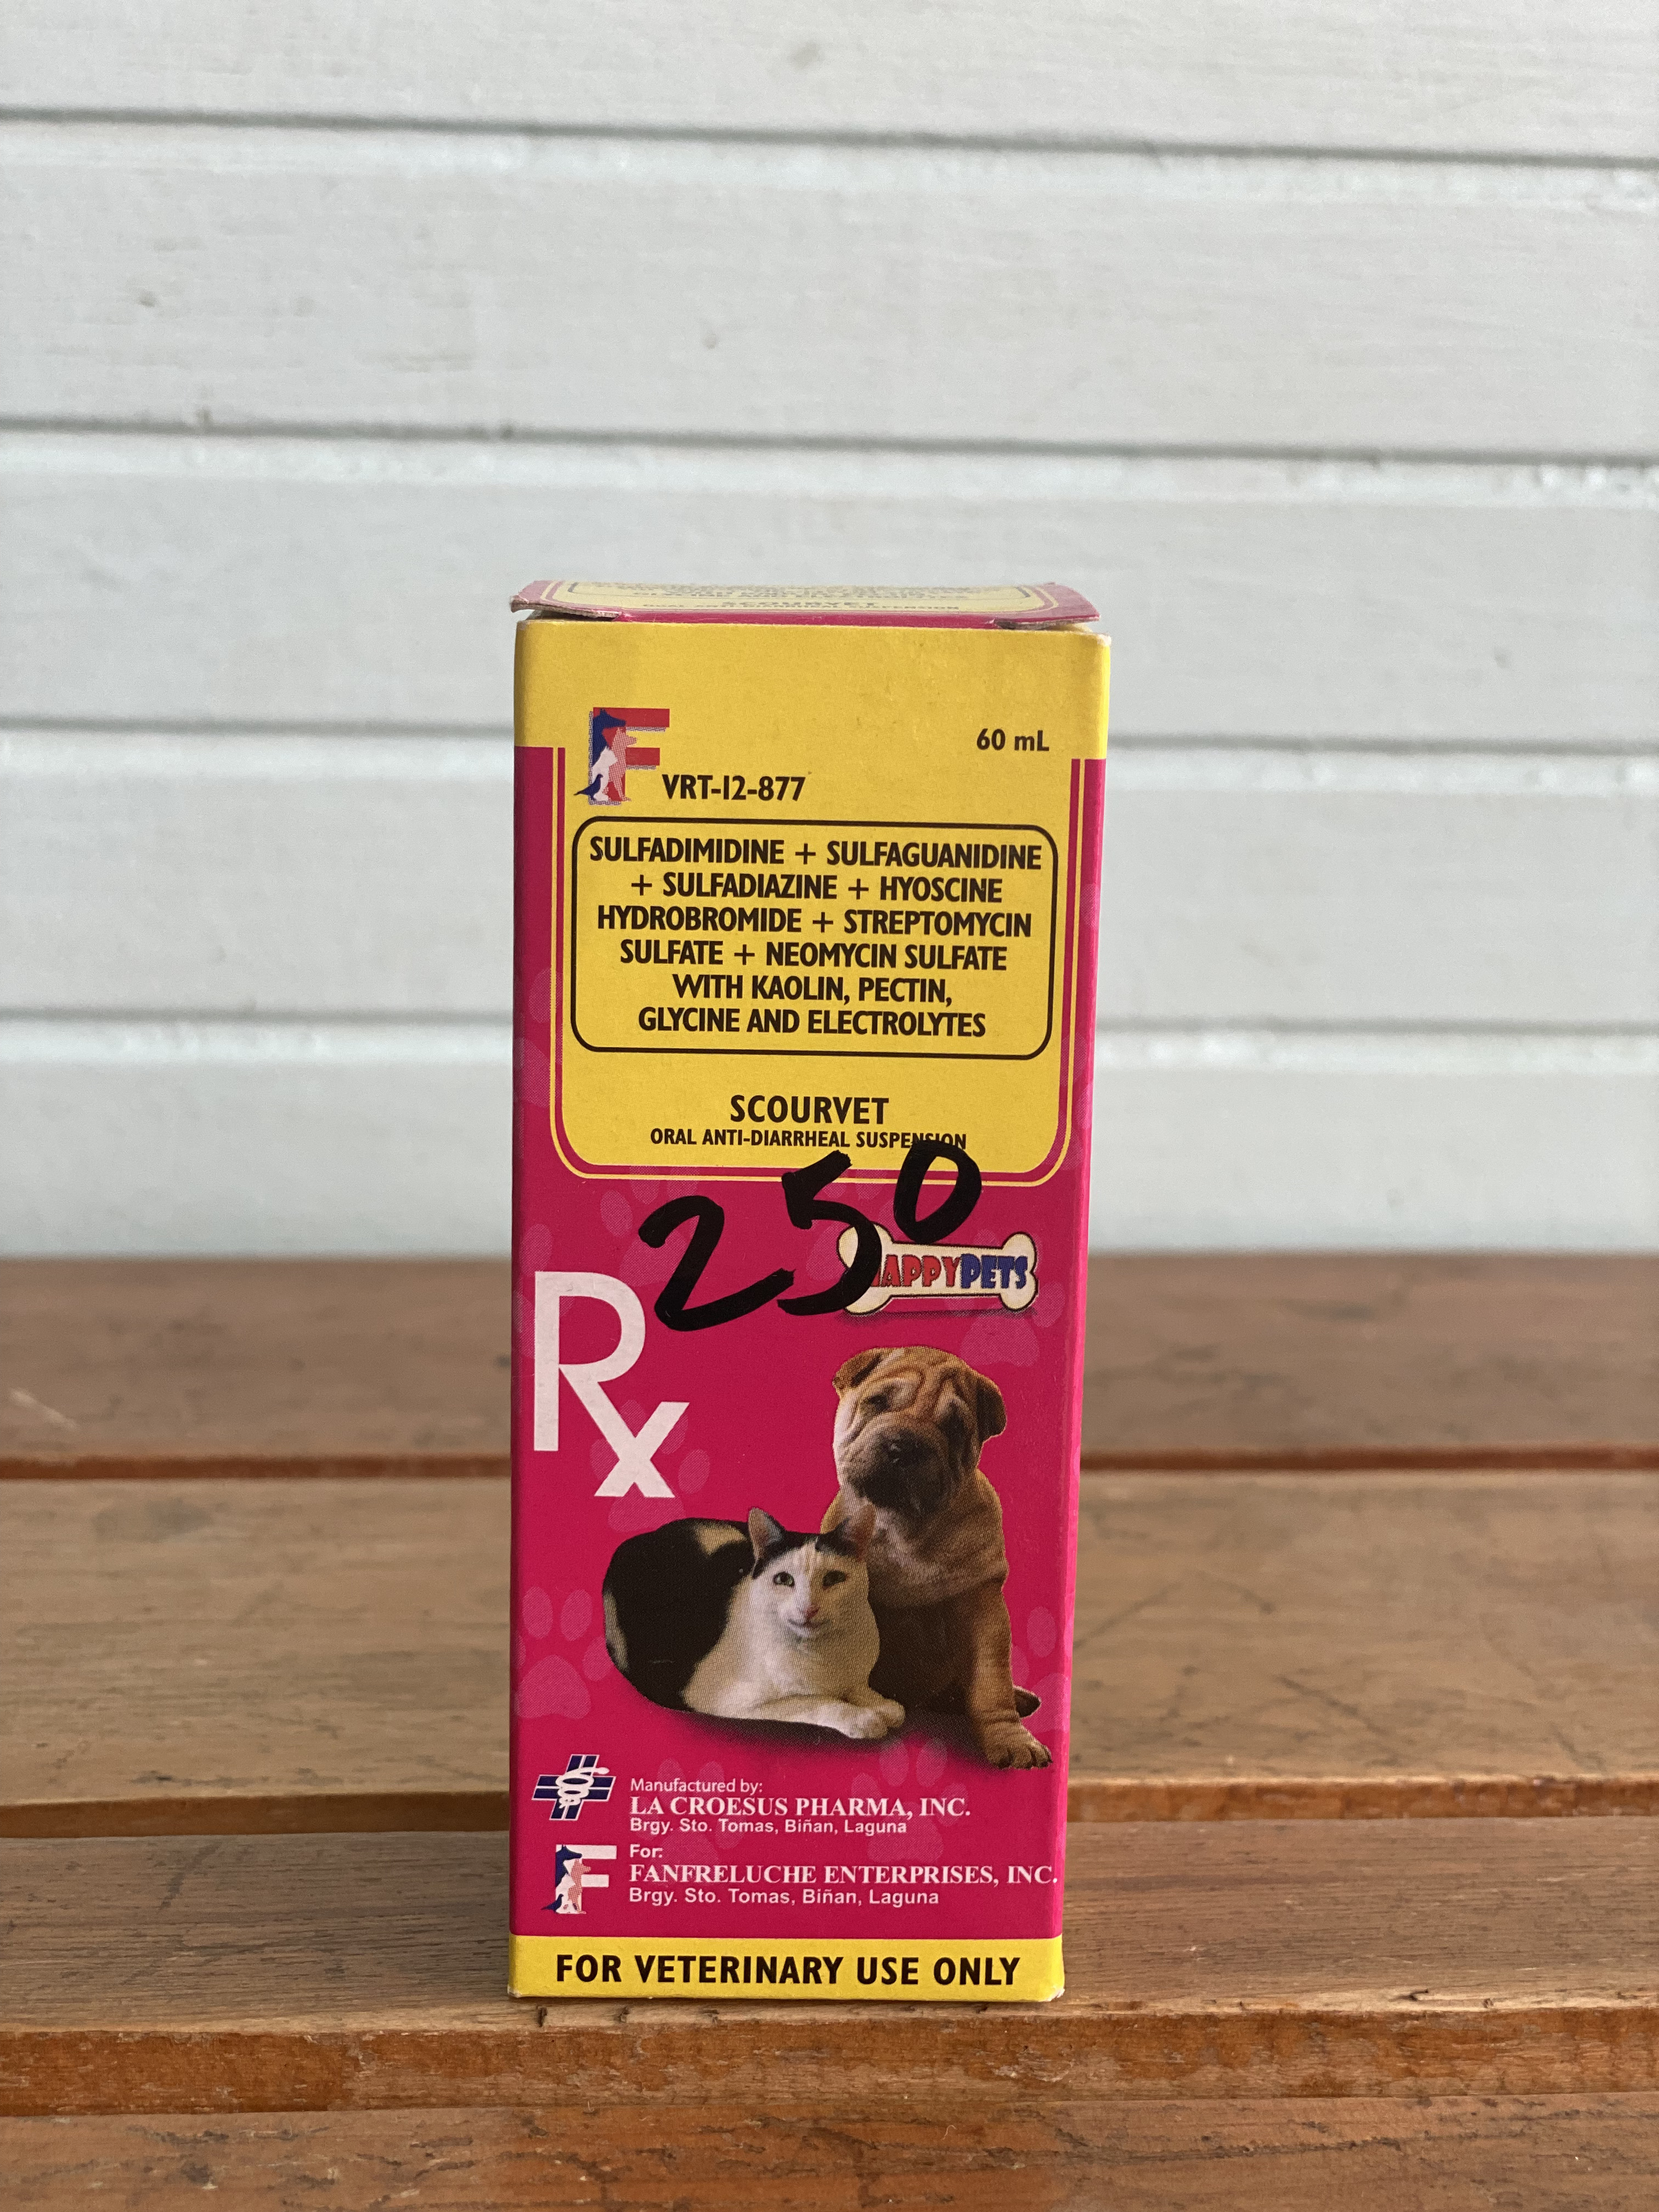 SCOURVET
60 mL
F
VRT-12-877
SULFADIMIDINE + SULFAGUANIDINE
+ SULFADIAZINE + HYOSCINE
HYDROBROMIDE + STREPTOMYCIN
SULFATE + NEOMYCIN SULFATE
WITH KAOLIN, PECTIN,
GLYCINE AND ELECTROLYTES
SCOURVET
ORAL ANTI-DIARRHEAL SUSPENSION
250
HAPPYPETS
Rx
Manufactured by:
LA CROESUS PHARMA, INC.
Brgy. Sto. Tomas, Biñan, Laguna
For:
F
FANFRELUCHE ENTERPRISES, INC.
Brgy. Sto. Tomas, Biñan, Laguna
FOR VETERINARY USE ONLY